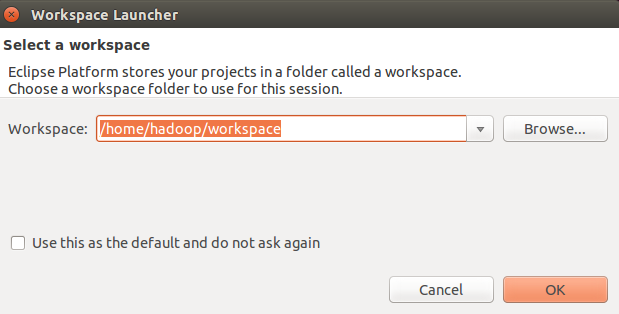 Workspace Launcher
Select a workspace
Eclipse Platform stores your projects in a folder called a workspace.
Choose a workspace folder to use for this session.
Workspace: /home/hadoop/workspace Browse...
Use this as the default and do not ask again
Cancel OK